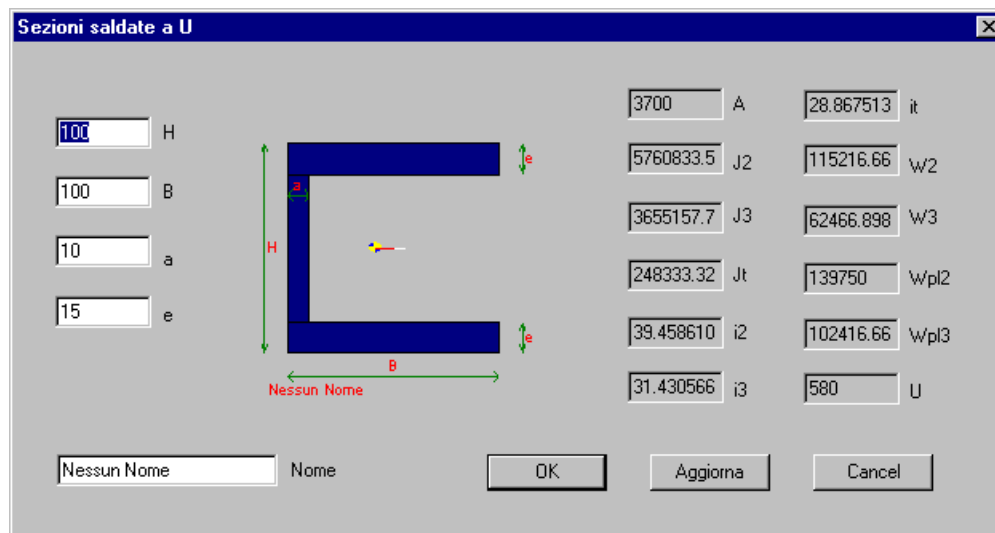 Sezioni saldate a U
100 H
100 B
10 a
15 e
H
a
e
e
B
Nessun Nome
3700 A
28.867513 it
5760833.5 J2
115216.66 W2
3655157.7 J3
62466.898 W3
248333.32 Jt
139750 Wpl2
39.458610 i2
102416.66 Wpl3
31.430566 i3
580 U
Nessun Nome Nome
OK
Aggiorna
Cancel